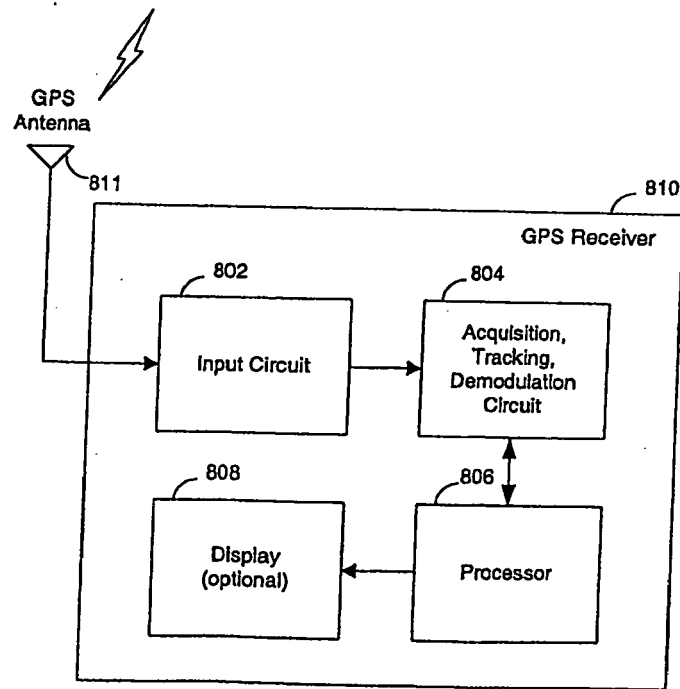 GPS
Antenna
811
810
GPS Receiver
802
804
Input Circuit
Acquisition,
Tracking,
Demodulation
Circuit
808
806
Display
(optional)
Processor